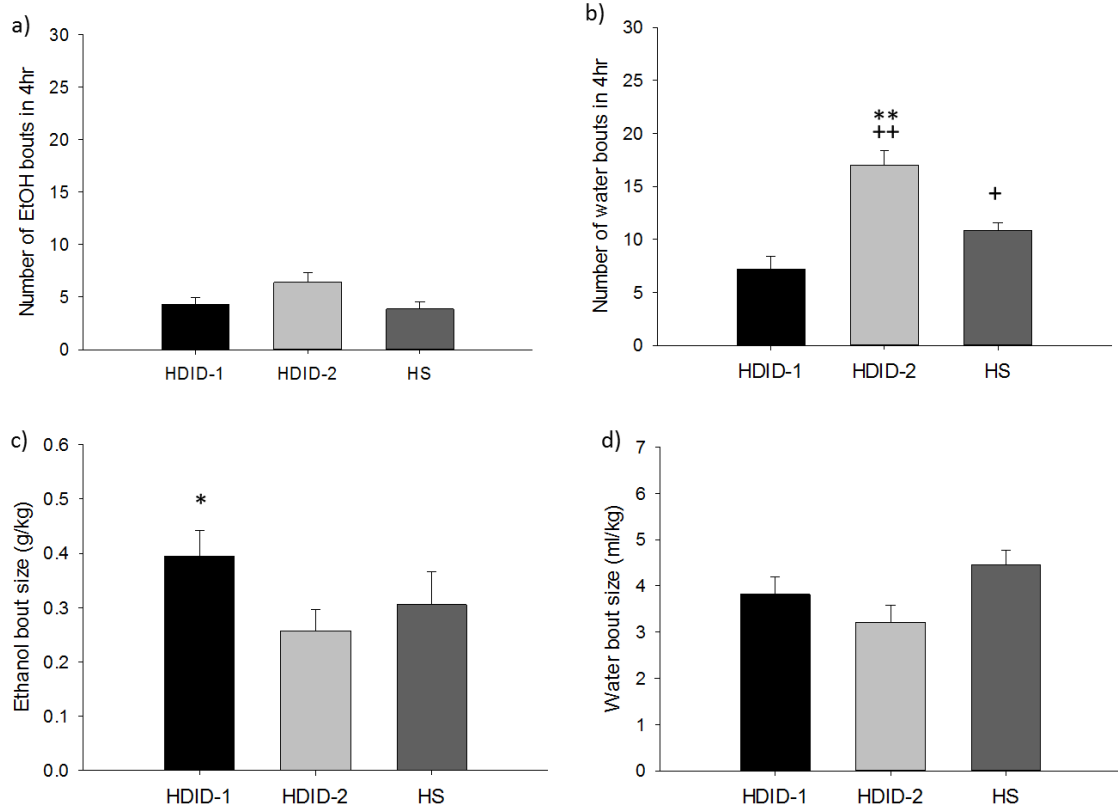 a)
Number of EtOH bouts in 4hr
30
25
20
15
10
5
0
HDID-1 HDID-2 HS
b)
Number of water bouts in 4hr
30
25
20
15
10
5
0
**
++
+
HDID-1 HDID-2 HS
c)
Ethanol bout size (g/kg)
0.6
0.5
0.4
0.3
0.2
0.1
0.0
*
HDID-1 HDID-2 HS
d)
Water bout size (ml/kg)
7
6
5
4
3
2
1
0
HDID-1 HDID-2 HS